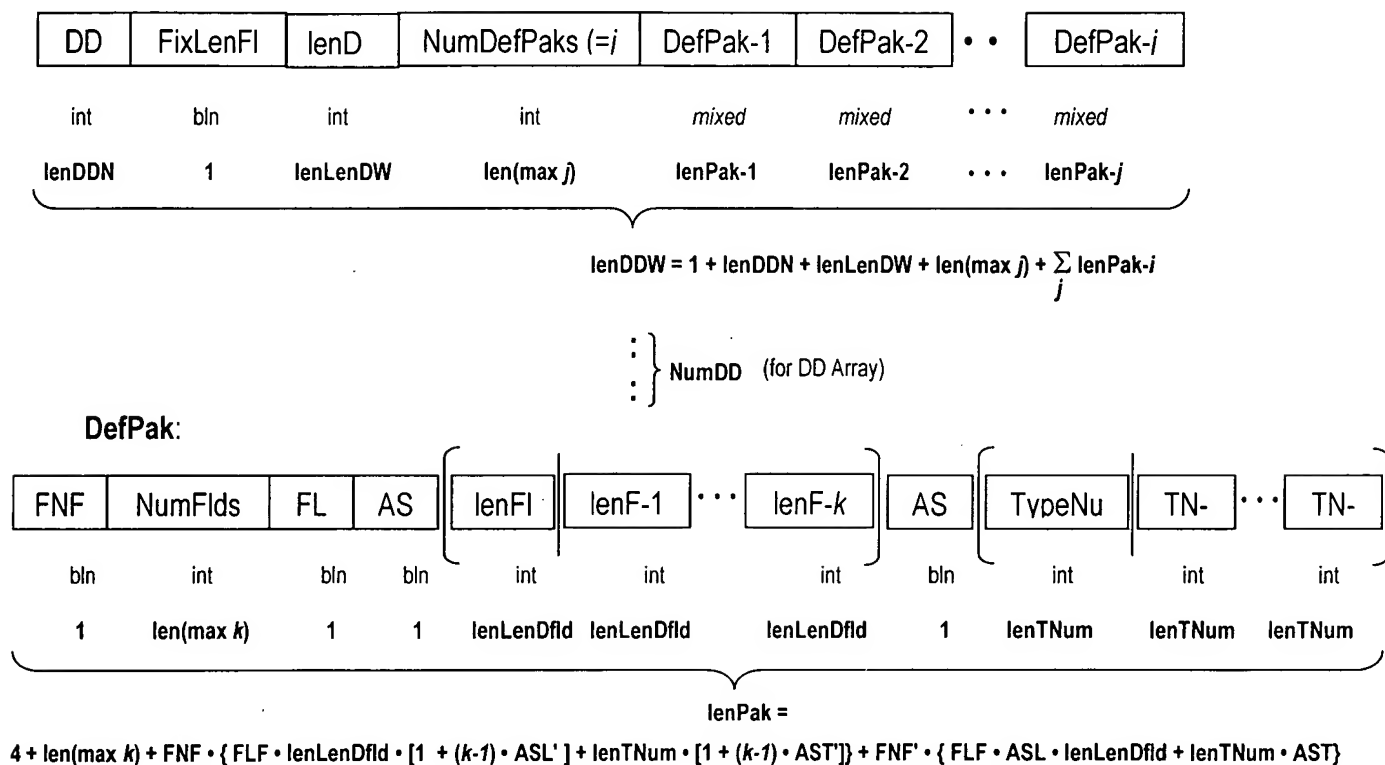 DD FixLenFl lenD NumDefPaks (=i DefPak-1 DefPak-2 • • DefPak-i
int bln int int mixed mixed • • • mixed
lenDDN 1 lenLenDW len(max j) lenPak-1 lenPak-2 • • • lenPak-j
lenDDW = 1 + lenDDN + lenLenDW + len(max j) + ∑ lenPak-i
j
NumDD (for DD Array)
DefPak:
FNF NumFlds FL AS lenFl lenF-1 • • • lenF-k AS TypeNu TN- • • • TN-
bln int bln bln int int int bln int int int
1 len(max k) 1 1 lenLenDfld lenLenDfld lenLenDfld 1 lenTNum lenTNum lenTNum
lenPak =
4 + len(max k) + FNF • { FLF • lenLenDfld • [1 + (k-1) • ASL' ] + lenTNum • [1 + (k-1) • AST']} + FNF' • { FLF • ASL • lenLenDfld + lenTNum • AST}